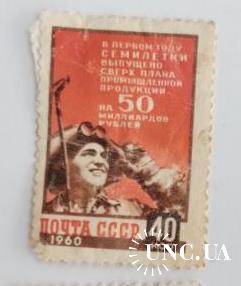 В ПЕРВОМ ГОДУ
СЕМИЛЕТКИ
ВЫПУЩЕНО
СВЕРХ ПЛАНА
ПРОМЫШЛЕННОЙ
ПРОДУКЦИИ
НА 50
МИЛЛИАРДОВ
РУБЛЕЙ
ПОЧТА СССР 40
1960
UNC.UA